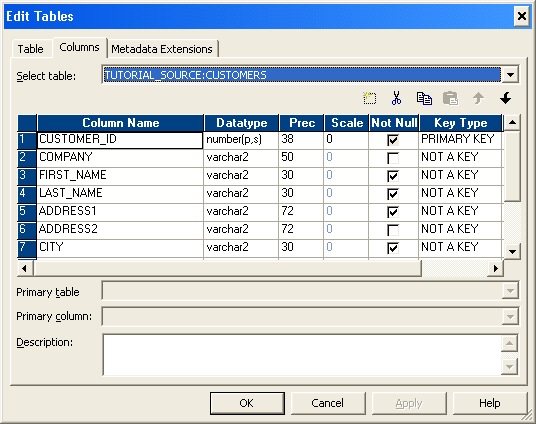 Edit Tables
Table Columns Metadata Extensions
Select table: TUTORIAL_SOURCE:CUSTOMERS
Column Name Datatype Prec Scale Not Null Key Type
1 CUSTOMER_ID number(p,s) 38 0 PRIMARY KEY
2 COMPANY varchar2 50 0 NOT A KEY
3 FIRST_NAME varchar2 30 0 NOT A KEY
4 LAST_NAME varchar2 30 0 NOT A KEY
5 ADDRESS1 varchar2 72 0 NOT A KEY
6 ADDRESS2 varchar2 72 0 NOT A KEY
7 CITY varchar2 30 0 NOT A KEY
Primary table
Primary column:
Description:
OK Cancel Apply Help